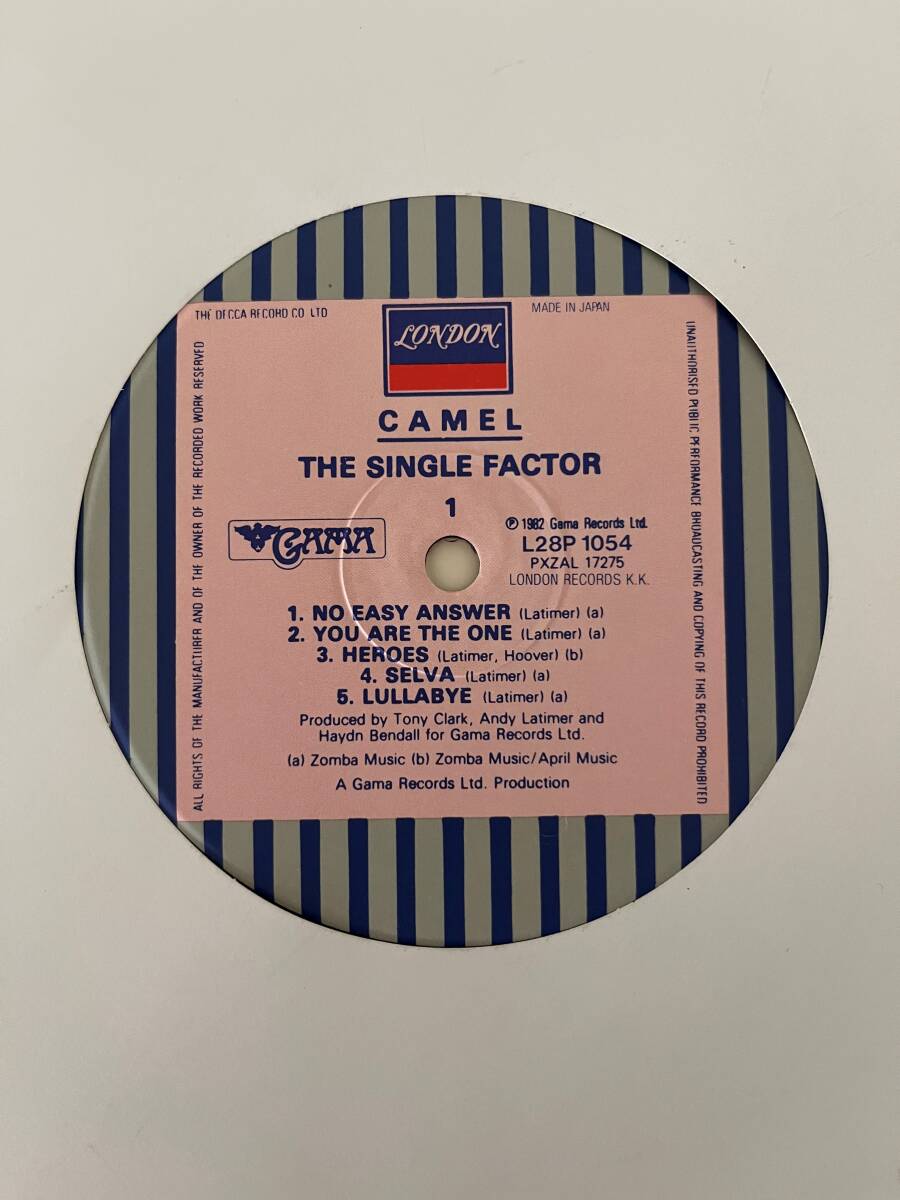 THE DECCA RECORD CO LTD
MADE IN JAPAN
LONDON
CAMEL
THE SINGLE FACTOR
1
GAMA
℗ 1982 Gama Records Ltd.
L28P 1054
PXZAL 17275
LONDON RECORDS K.K.
1. NO EASY ANSWER (Latimer) (a)
2. YOU ARE THE ONE (Latimer) (a)
3. HEROES (Latimer, Hoover) (b)
4. SELVA (Latimer) (a)
5. LULLABYE (Latimer) (a)
Produced by Tony Clark, Andy Latimer and
Haydn Bendall for Gama Records Ltd.
(a) Zomba Music (b) Zomba Music/April Music
A Gama Records Ltd. Production
ALL RIGHTS OF THE MANUFACTURER AND OF THE OWNER OF THE RECORDED WORK RESERVED
UNAUTHORISED PUBLIC PERFORMANCE BROADCASTING AND COPYING OF THIS RECORD PROHIBITED